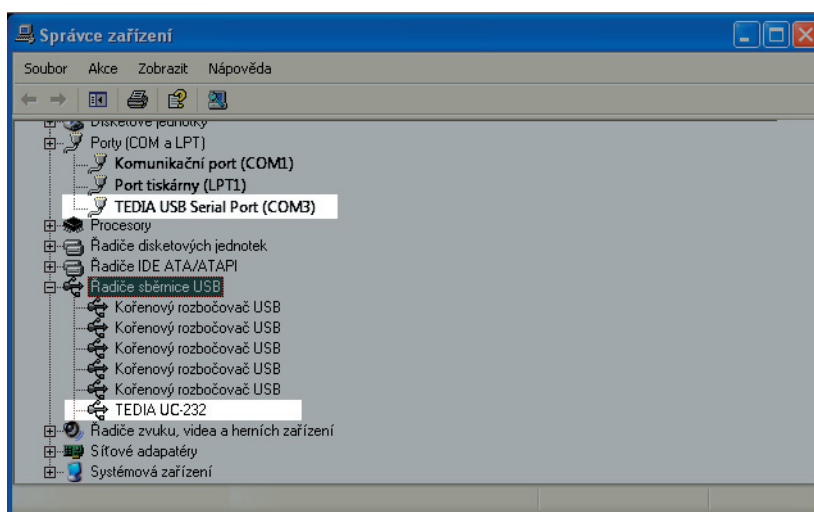 Správce zařízení
Soubor Akce Zobrazit Nápověda
Disketové jednotky
Porty (COM a LPT)
Komunikační port (COM1)
Port tiskárny (LPT1)
TEDIA USB Serial Port (COM3)
Procesory
Řadiče disketových jednotek
Řadiče IDE ATA/ATAPI
Řadiče sběrnice USB
Kořenový rozbočovač USB
Kořenový rozbočovač USB
Kořenový rozbočovač USB
Kořenový rozbočovač USB
Kořenový rozbočovač USB
TEDIA UC-232
Řadiče zvuku, videa a herních zařízení
Síťové adaptéry
Systémová zařízení